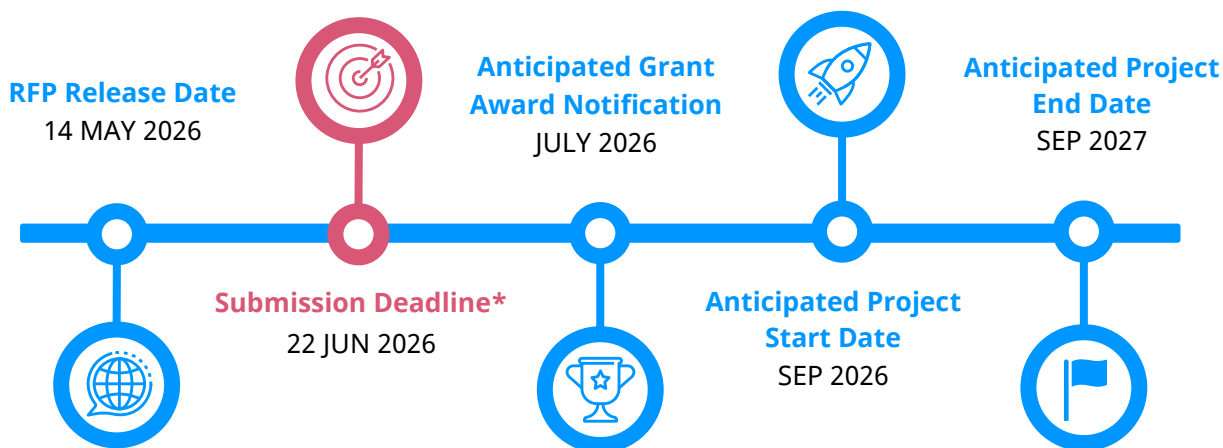 RFP Release Date
14 MAY 2026
Submission Deadline*
22 JUN 2026
Anticipated Grant
Award Notification
JULY 2026
Anticipated Project
Start Date
SEP 2026
Anticipated Project
End Date
SEP 2027